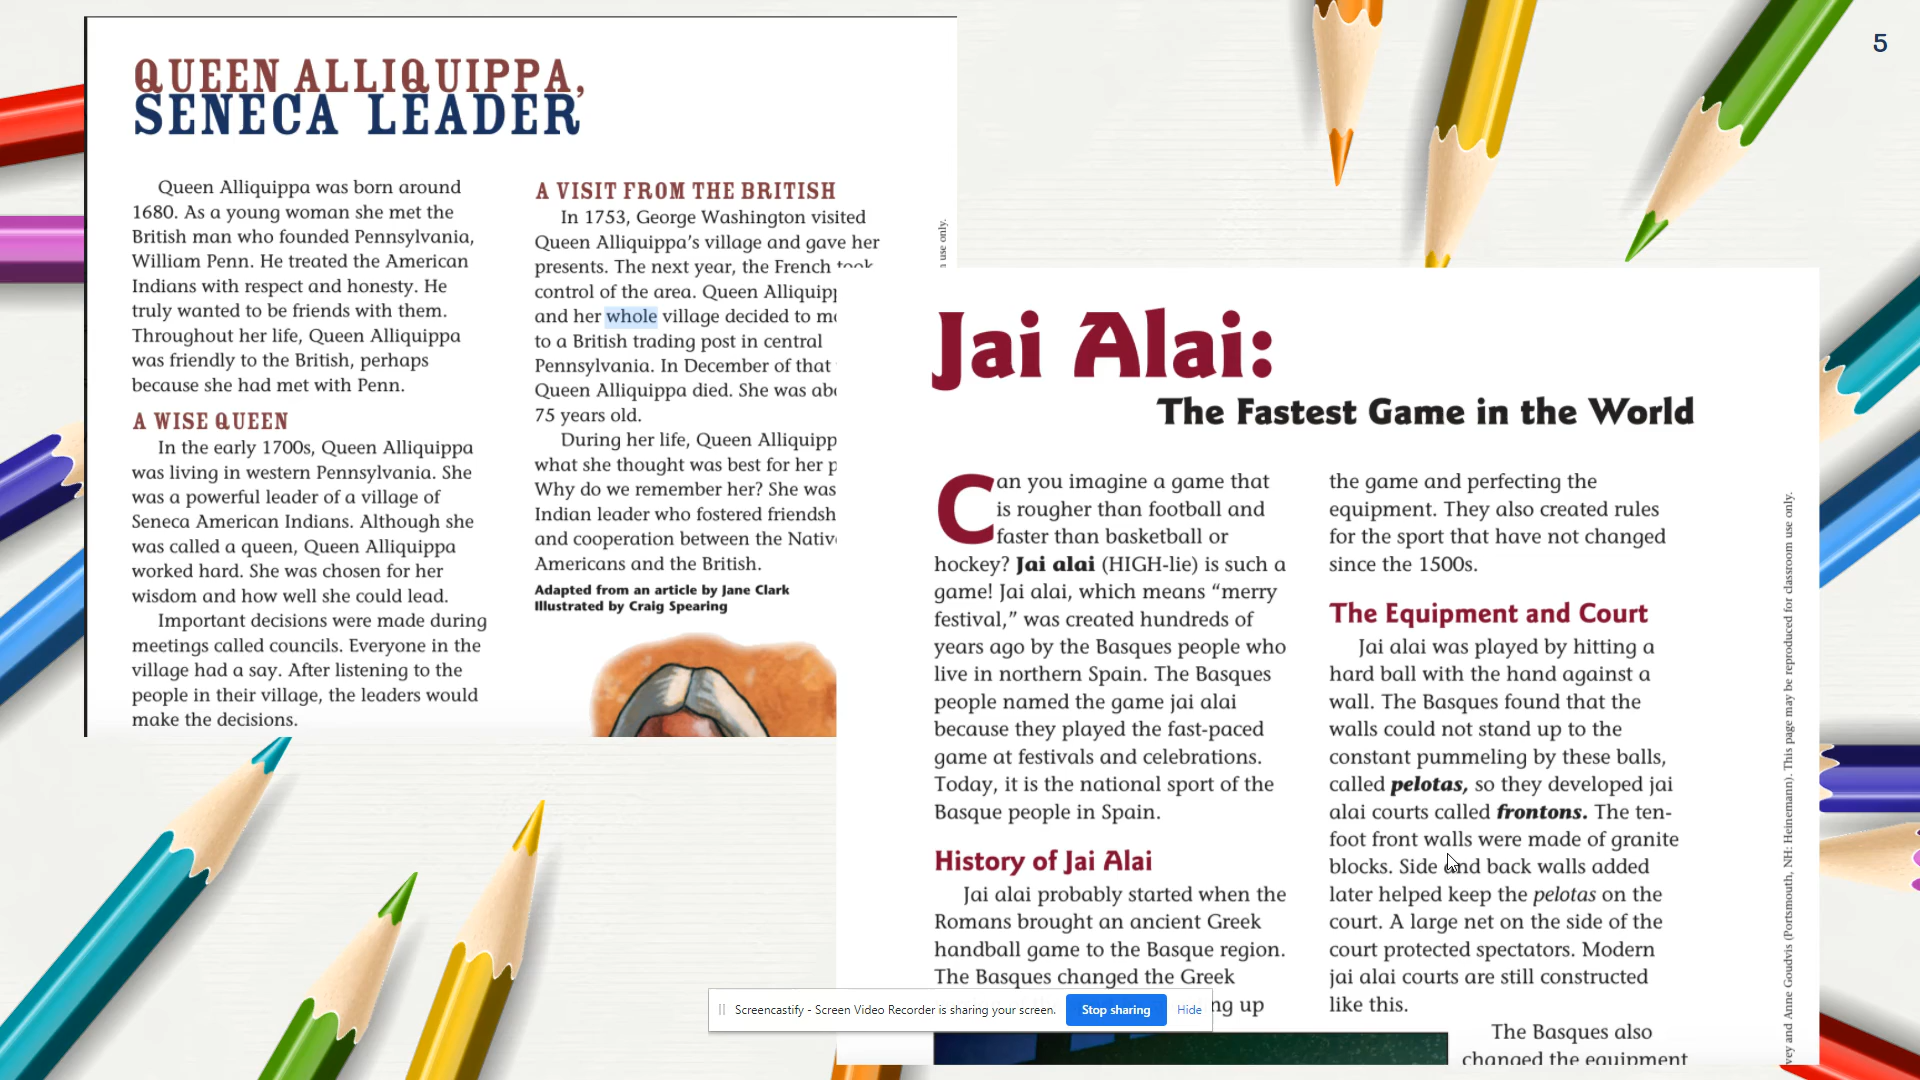 5
QUEEN ALLIQUIPPA,
SENECA LEADER
Queen Alliquippa was born around
1680. As a young woman she met the
British man who founded Pennsylvania,
William Penn. He treated the American
Indians with respect and honesty. He
truly wanted to be friends with them.
Throughout her life, Queen Alliquippa
was friendly to the British, perhaps
because she had met with Penn.
A WISE QUEEN
In the early 1700s, Queen Alliquippa
was living in western Pennsylvania. She
was a powerful leader of a village of
Seneca American Indians. Although she
was called a queen, Queen Alliquippa
worked hard. She was chosen for her
wisdom and how well she could lead.
Important decisions were made during
meetings called councils. Everyone in the
village had a say. After listening to the
people in their village, the leaders would
make the decisions.
A VISIT FROM THE BRITISH
In 1753, George Washington visited
Queen Alliquippa's village and gave her
presents. The next year, the French took
control of the area. Queen
and her whole village decided to
to a British trading post in central
Pennsylvania. In December of that
Queen Alliquippa died. She was
75 years old.
During her life, Queen
what she thought was best for her
Why do we remember her? She was
Indian leader who fostered
and cooperation between the
Americans and the British.
Adapted from an article by Jane Clark
Illustrated by Craig Spearing
use only.
Jai Alai:
The Fastest Game in the World
Can you imagine a game that
is rougher than football and
faster than basketball or
hockey? Jai alai (HIGH-lie) is such a
game! Jai alai, which means “merry
festival,” was created hundreds of
years ago by the Basques people who
live in northern Spain. The Basques
people named the game jai alai
because they played the fast-paced
game at festivals and celebrations.
Today, it is the national sport of the
Basque people in Spain.
History of Jai Alai
Jai alai probably started when the
Romans brought an ancient Greek
handball game to the Basque region.
The Basques changed the Greek
up
the game and perfecting the
equipment. They also created rules
for the sport that have not changed
since the 1500s.
The Equipment and Court
Jai alai was played by hitting a
hard ball with the hand against a
wall. The Basques found that the
walls could not stand up to the
constant pummeling by these balls,
called pelotas, so they developed jai
alai courts called frontons. The ten-
foot front walls were made of granite
blocks. Side and back walls added
later helped keep the pelotas on the
court. A large net on the side of the
court protected spectators. Modern
jai alai courts are still constructed
like this.
The Basques also
changed the equipment
vey and Anne Goudvis (Portsmouth, NH: Heinemann). This page may be reproduced for classroom use only.
Screencastify - Screen Video Recorder is sharing your screen.
Stop sharing
Hide